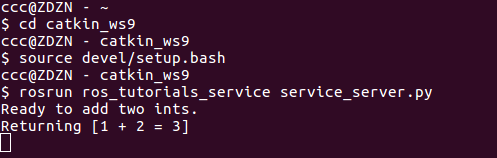 ccc@ZDZN - ~
$ cd catkin_ws9
ccc@ZDZN - catkin_ws9
$ source devel/setup.bash
ccc@ZDZN - catkin_ws9
$ rosrun ros_tutorials_service service_server.py
Ready to add two ints.
Returning [1 + 2 = 3]